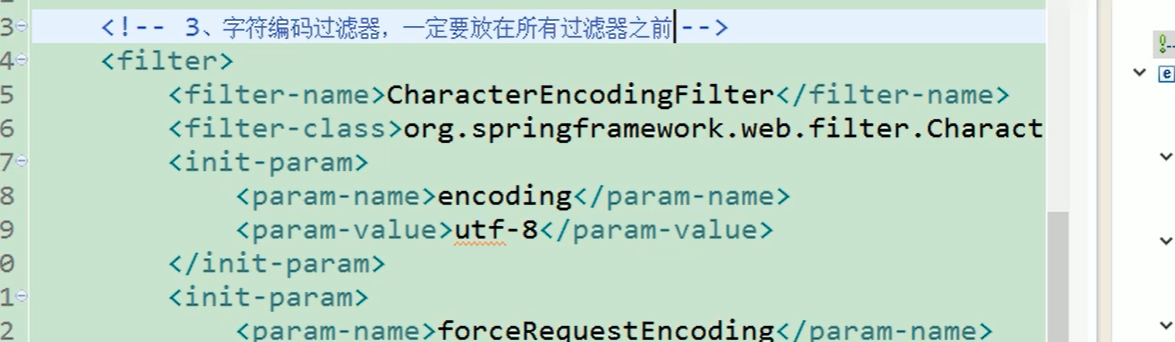 3 <!-- 3、字符编码过滤器，一定要放在所有过滤器之前 -->
4 <filter>
5 <filter-name>CharacterEncodingFilter</filter-name>
6 <filter-class>org.springframework.web.filter.Charact
7 <init-param>
8 <param-name>encoding</param-name>
9 <param-value>utf-8</param-value>
0 </init-param>
1 <init-param>
2 <param-name>forceRequestEncoding</param-name>